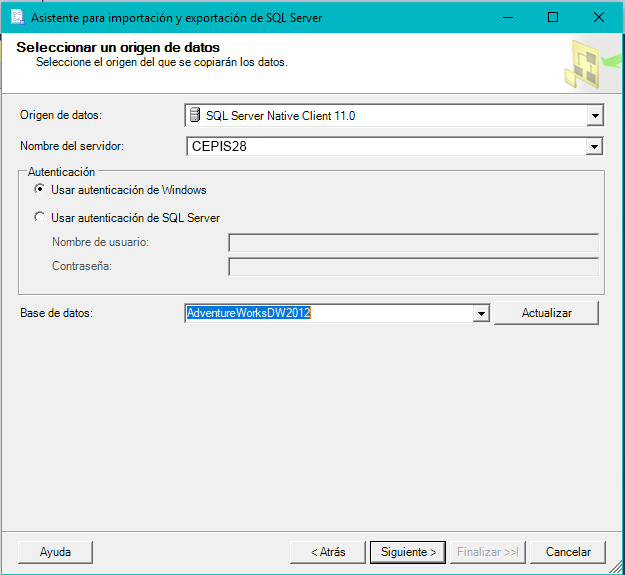 Asistente para importación y exportación de SQL Server
Seleccionar un origen de datos
Seleccione el origen del que se copiarán los datos.
Origen de datos: SQL Server Native Client 11.0
Nombre del servidor: CEPIS28
Autenticación
Usar autenticación de Windows
Usar autenticación de SQL Server
Nombre de usuario:
Contraseña:
Base de datos: AdventureWorksDW2012 Actualizar
Ayuda < Atrás Siguiente > Finalizar >>| Cancelar